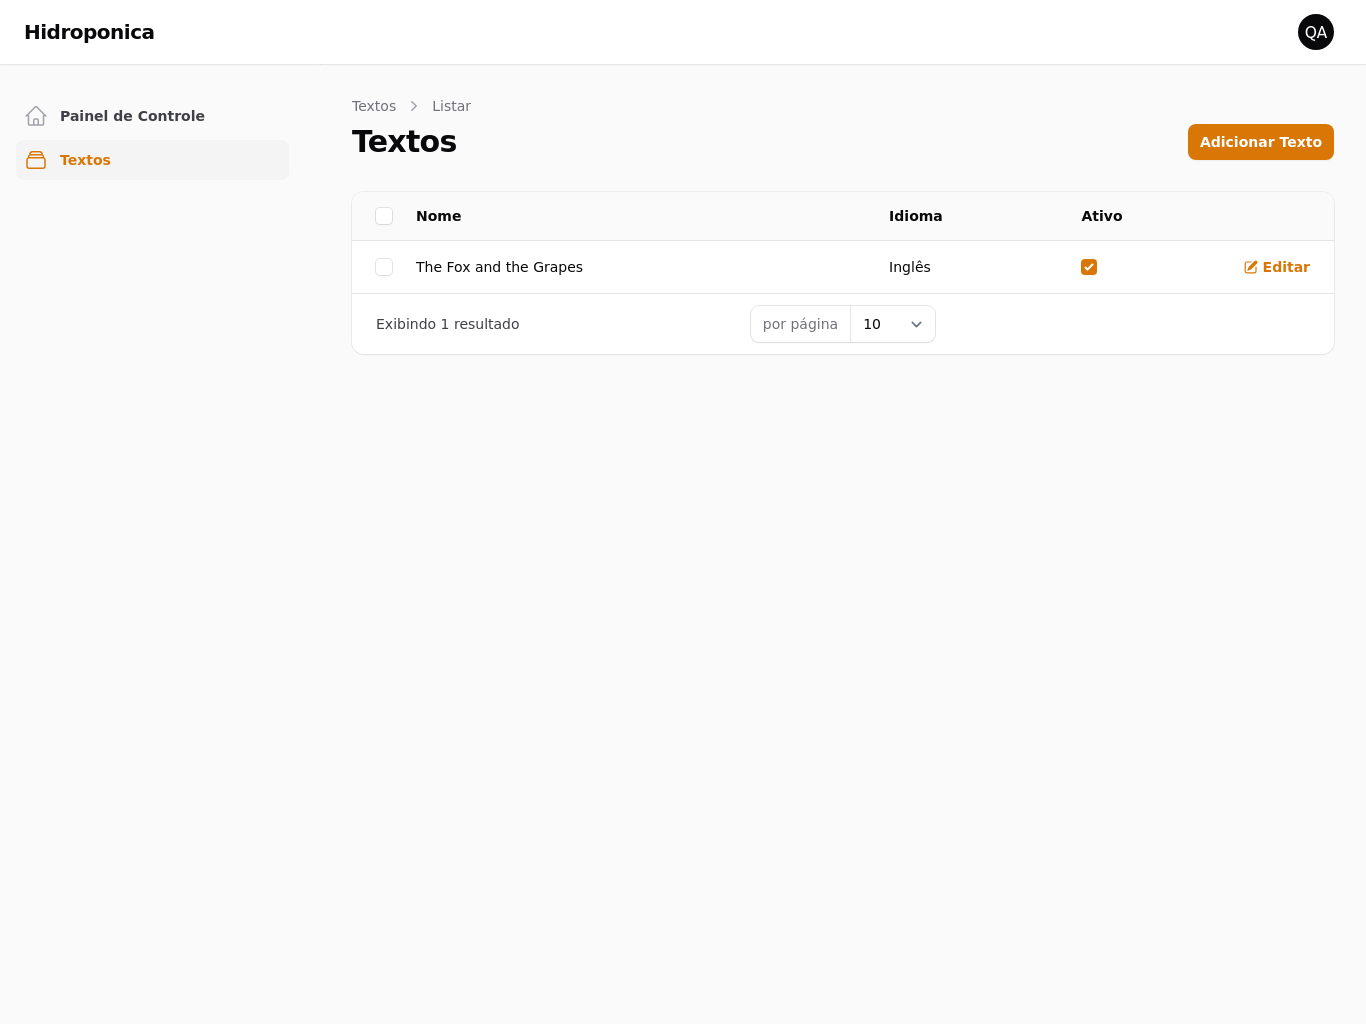 Hidroponica
QA
Painel de Controle
Textos
Textos Listar
Textos
Adicionar Texto
Nome Idioma Ativo
The Fox and the Grapes Inglês Editar
Exibindo 1 resultado por página 10